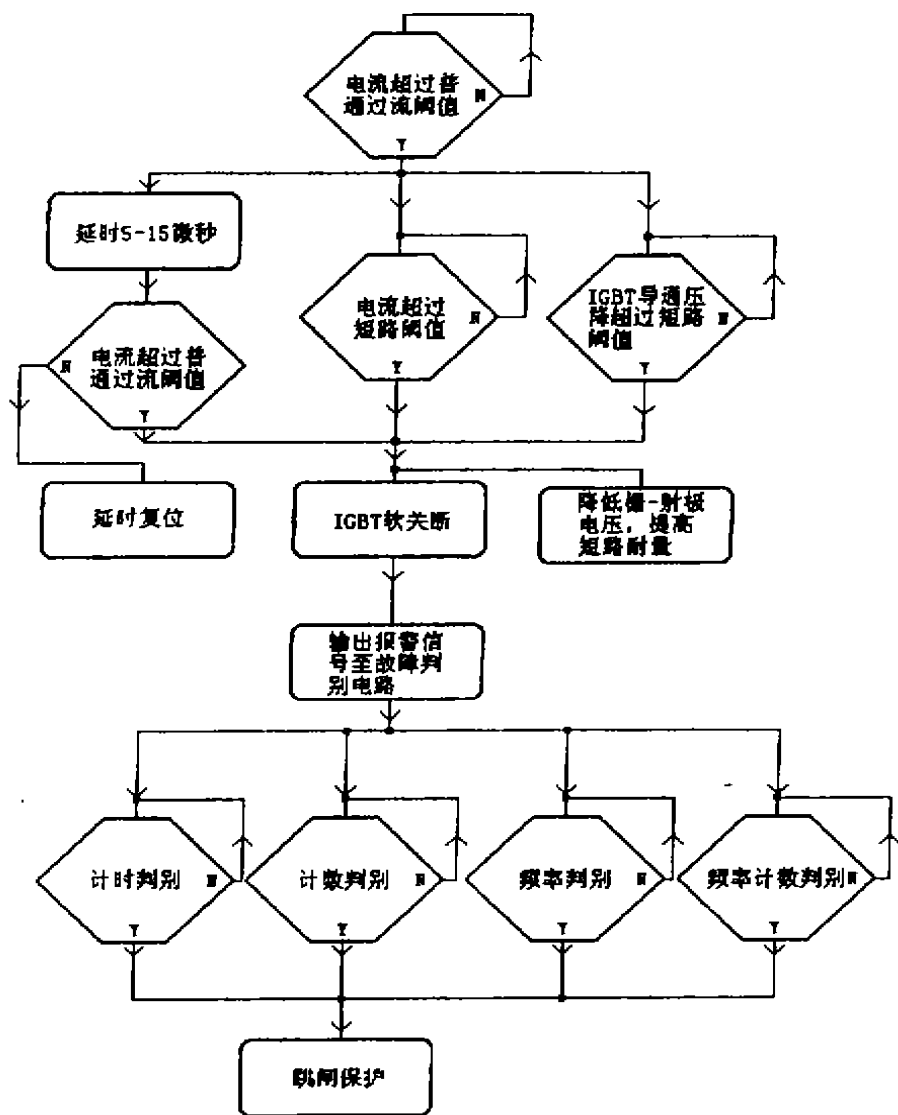 电流超过普
通过流阈值
N
Y
延时5-15微秒
电流超过
短路阈值
N
Y
IGBT导通压
降超过短路
阈值
N
Y
电流超过普
通过流阈值
N
Y
延时复位
IGBT软关断
降低栅-射极
电压,提高
短路耐量
输出报警信
号至故障判
别电路
计时判别
N
Y
计数判别
N
Y
频率判别
N
Y
频率计数判别
N
Y
跳闸保护